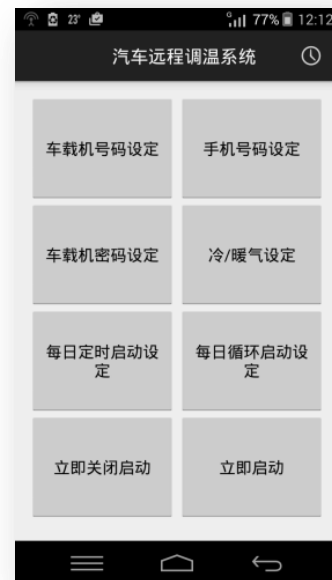 23° 77% 12:12
汽车远程调温系统
车载机号码设定 手机号码设定
车载机密码设定 冷/暖气设定
每日定时启动设 每日循环启动设
定 定
立即关闭启动 立即启动